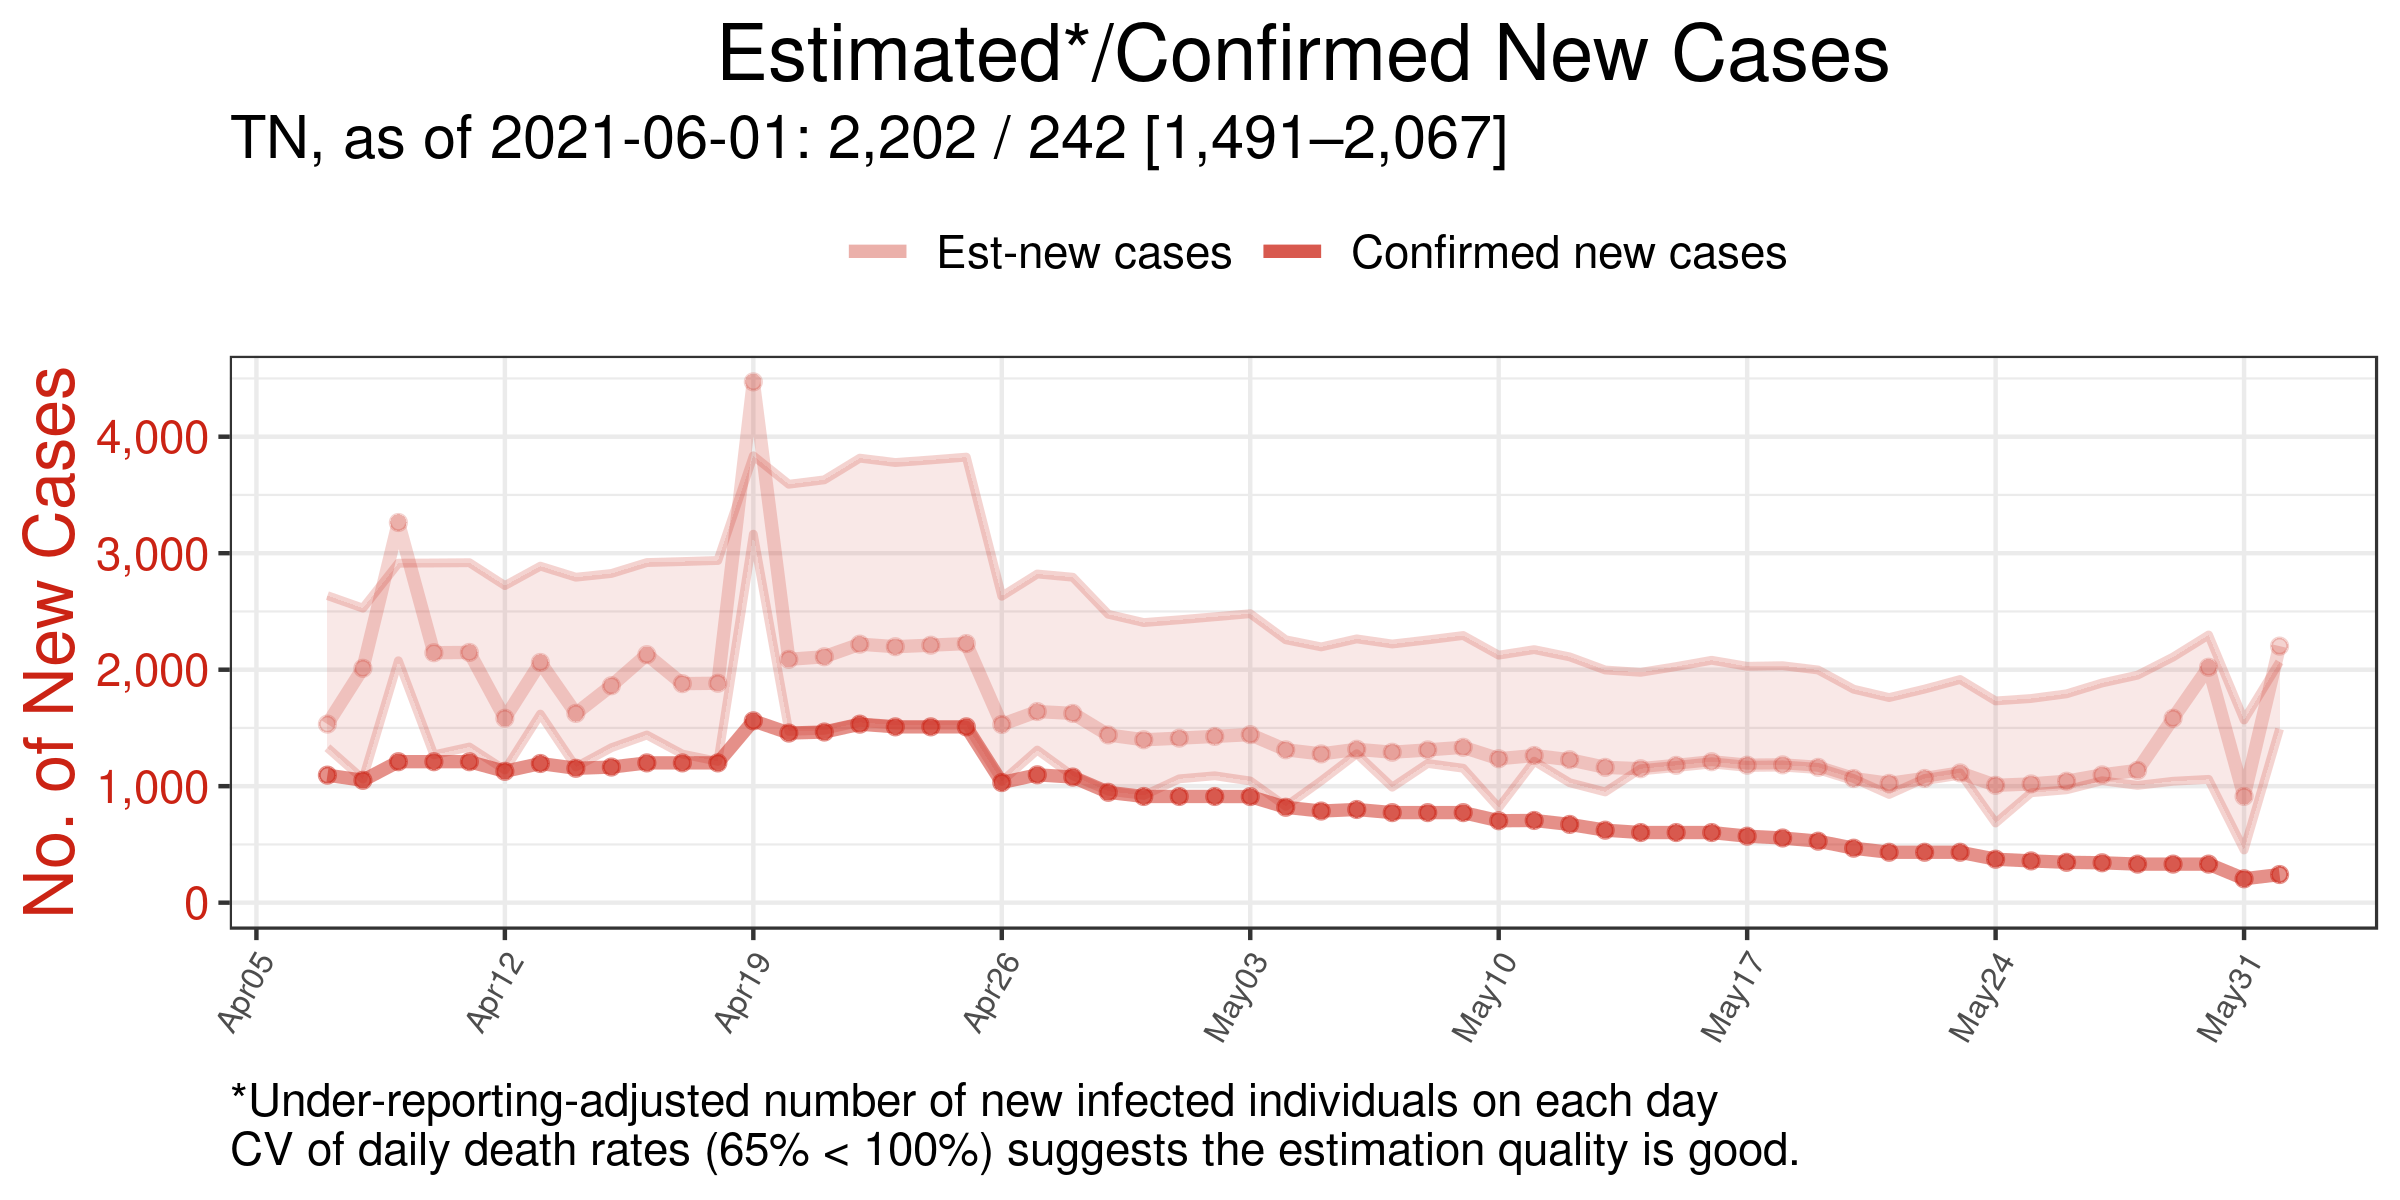 Estimated*/Confirmed New Cases
TN, as of 2021-06-01: 2,202 / 242 [1,491–2,067]
Est-new cases Confirmed new cases
No. of New Cases
4,000
3,000
2,000
1,000
0
Apr05 Apr12 Apr19 Apr26 May03 May10 May17 May24 May31
*Under-reporting-adjusted number of new infected individuals on each day
CV of daily death rates (65% < 100%) suggests the estimation quality is good.